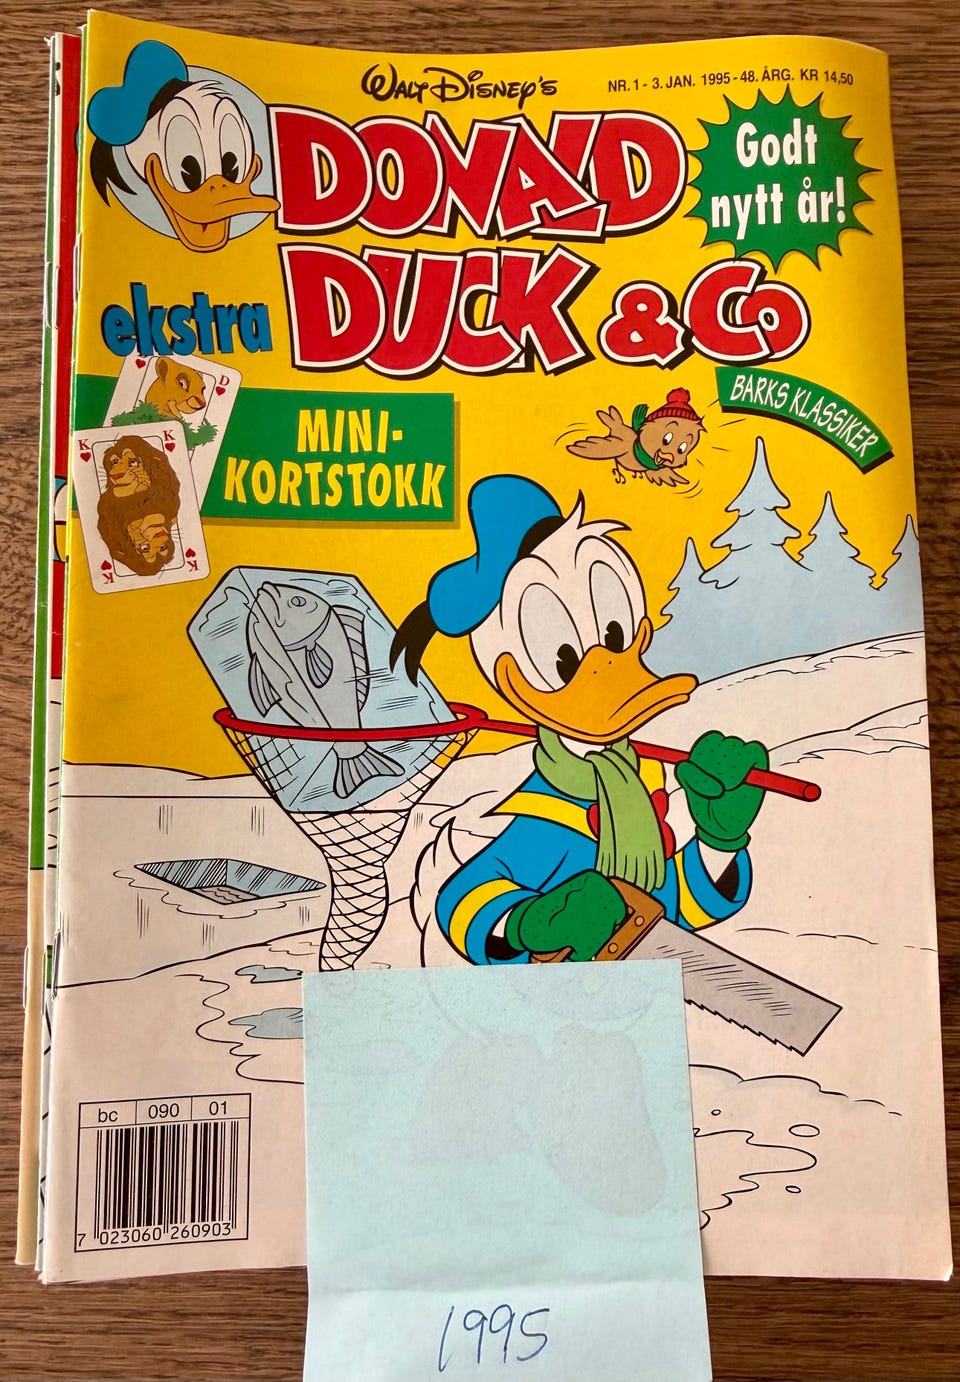 WALT DISNEY'S
NR. 1 - 3. JAN. 1995 - 48. ÅRG. KR 14,50
DONALD
DUCK & Co
Godt
nytt år!
ekstra
MINI-
KORTSTOKK
BARKS KLASSIKER
D
K K
K K
bc 090 01
7 023060 260903
1995